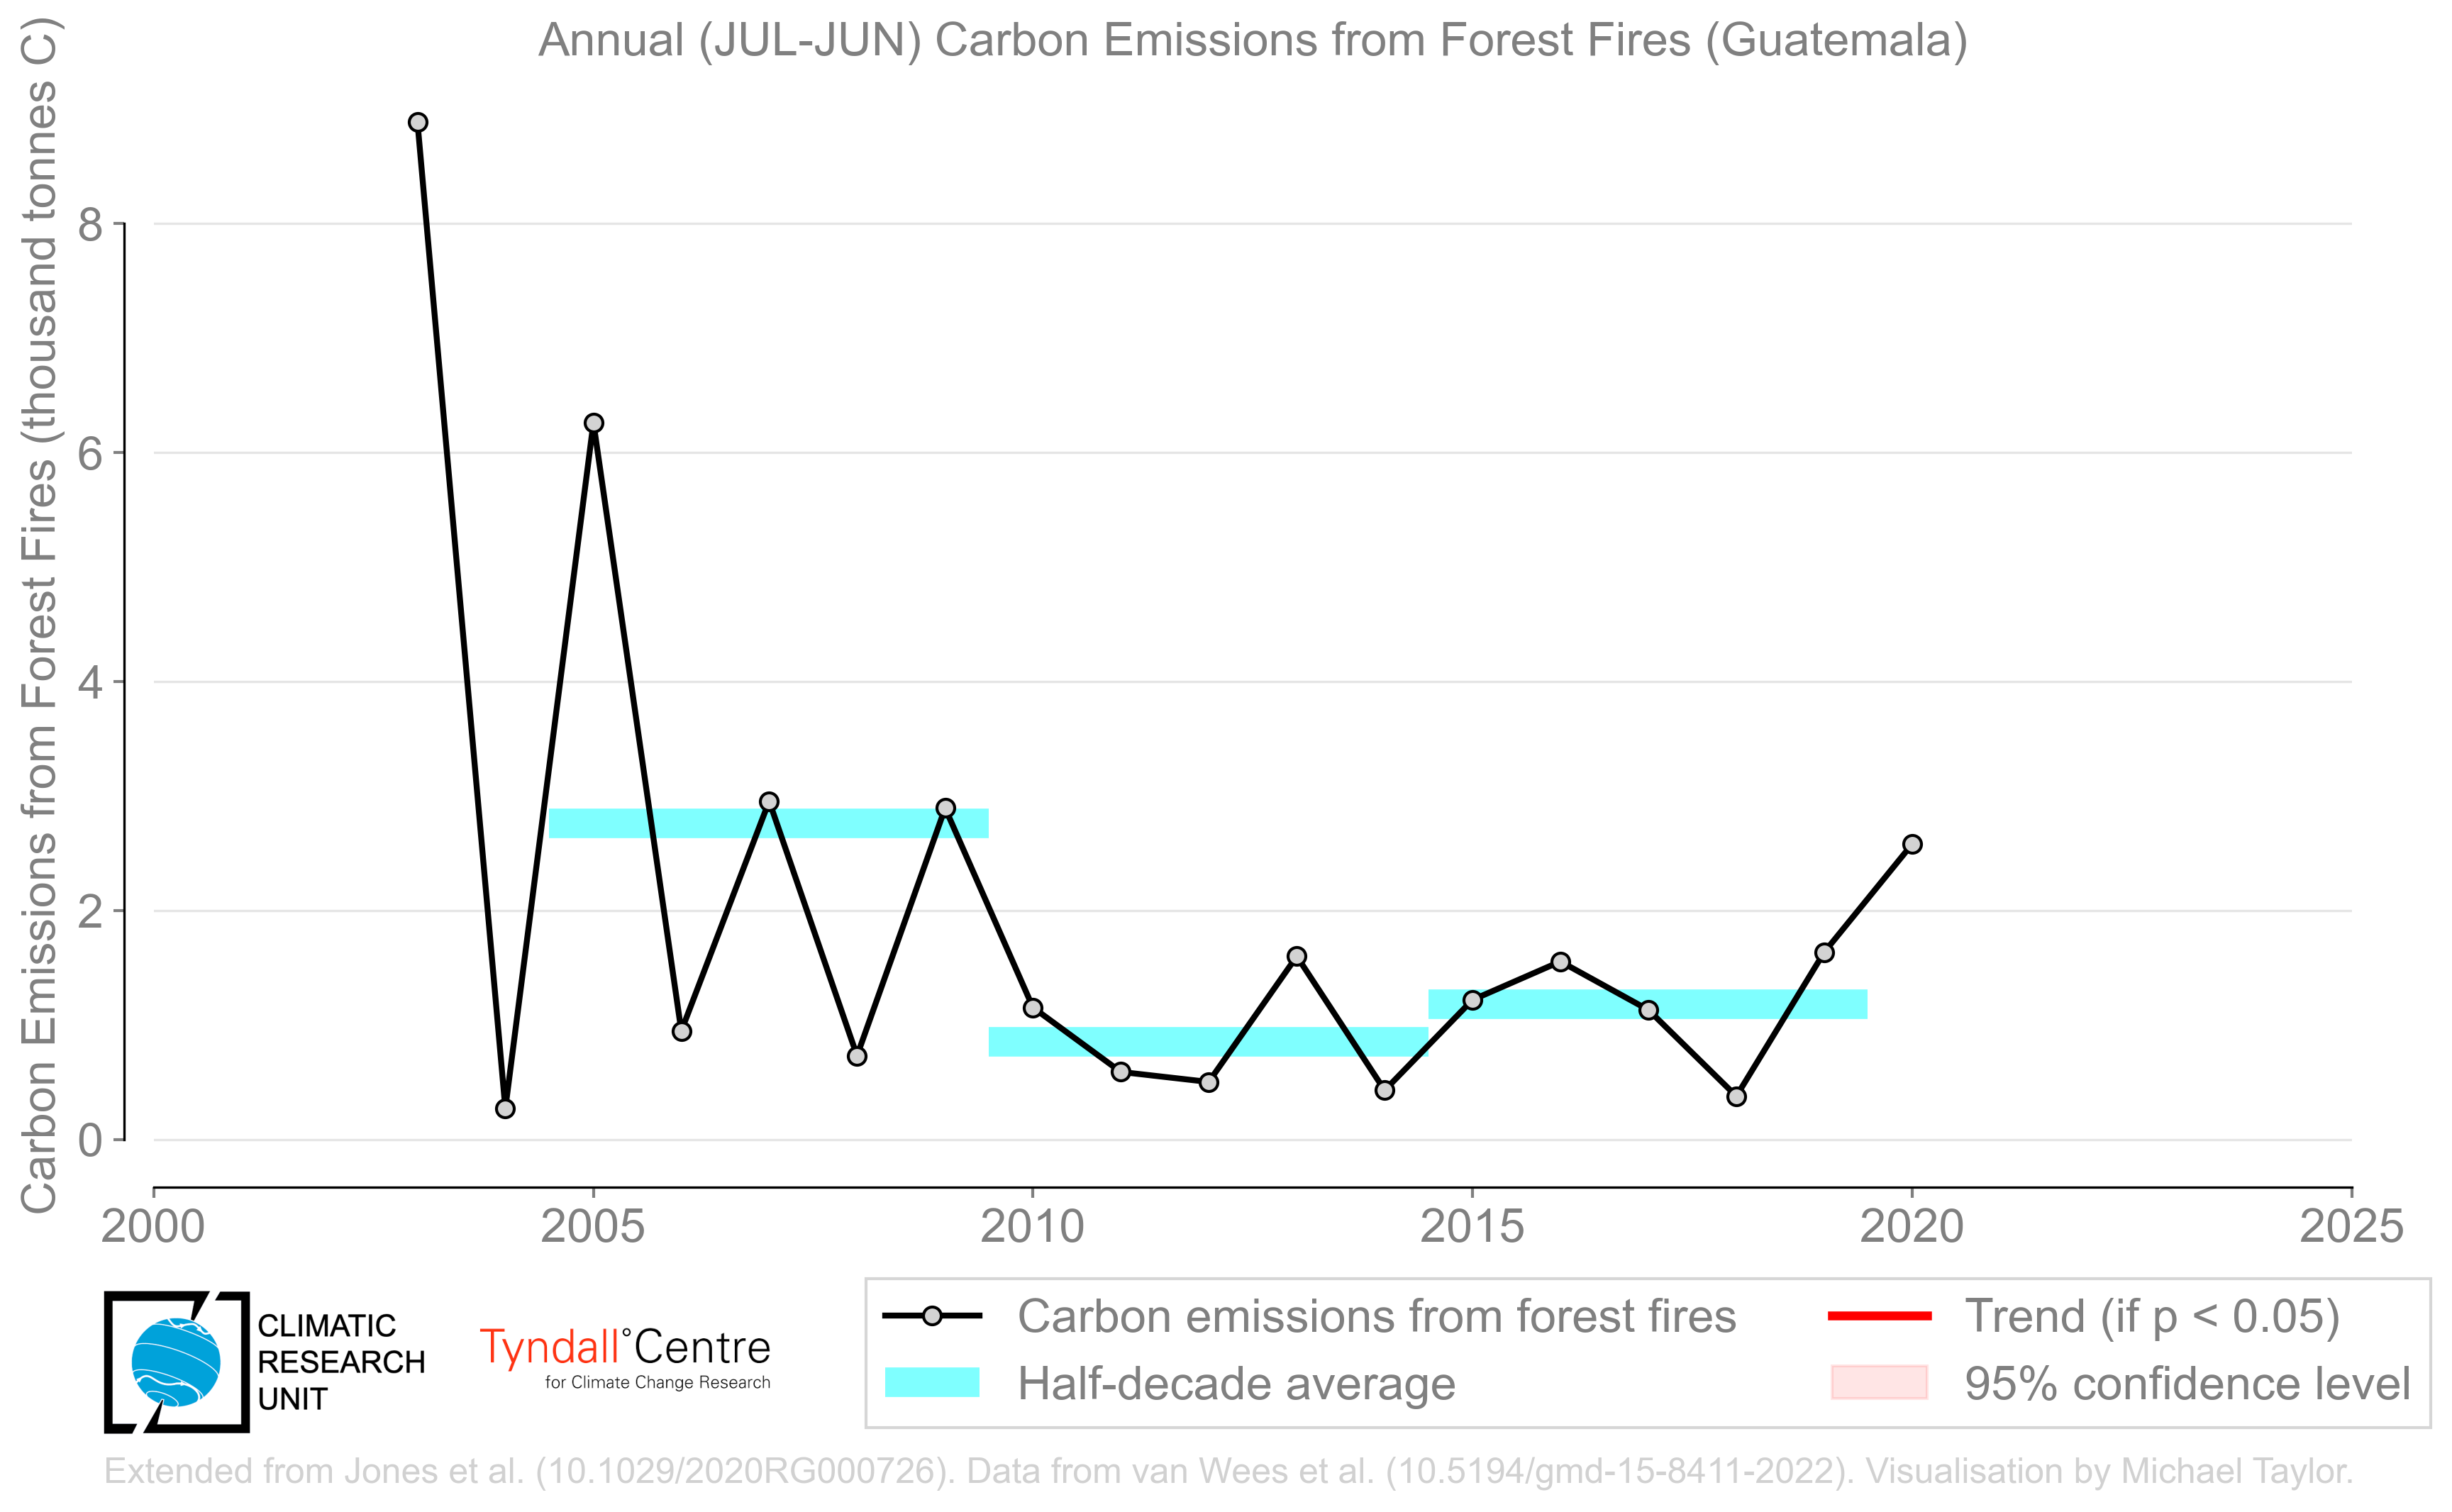 Annual (JUL-JUN) Carbon Emissions from Forest Fires (Guatemala)
Carbon Emissions from Forest Fires (thousand tonnes C)
8
6
4
2
0
2000 2005 2010 2015 2020 2025
CLIMATIC
RESEARCH
UNIT
Tyndall°Centre
for Climate Change Research
Carbon emissions from forest fires
Half-decade average
Trend (if p < 0.05)
95% confidence level
Extended from Jones et al. (10.1029/2020RG000726). Data from van Wees et al. (10.5194/gmd-15-8411-2022). Visualisation by Michael Taylor.